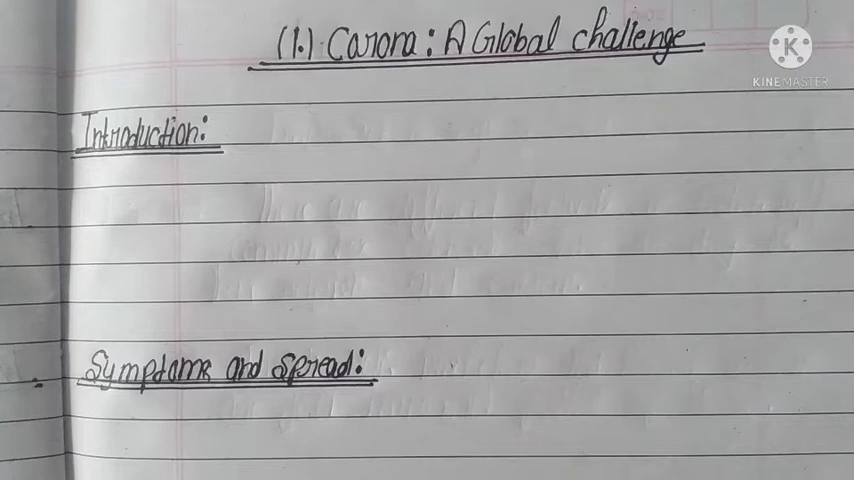 (1.) Carona: A Global challenge
KINEMASTER
Introduction:
Symptoms and Spread: